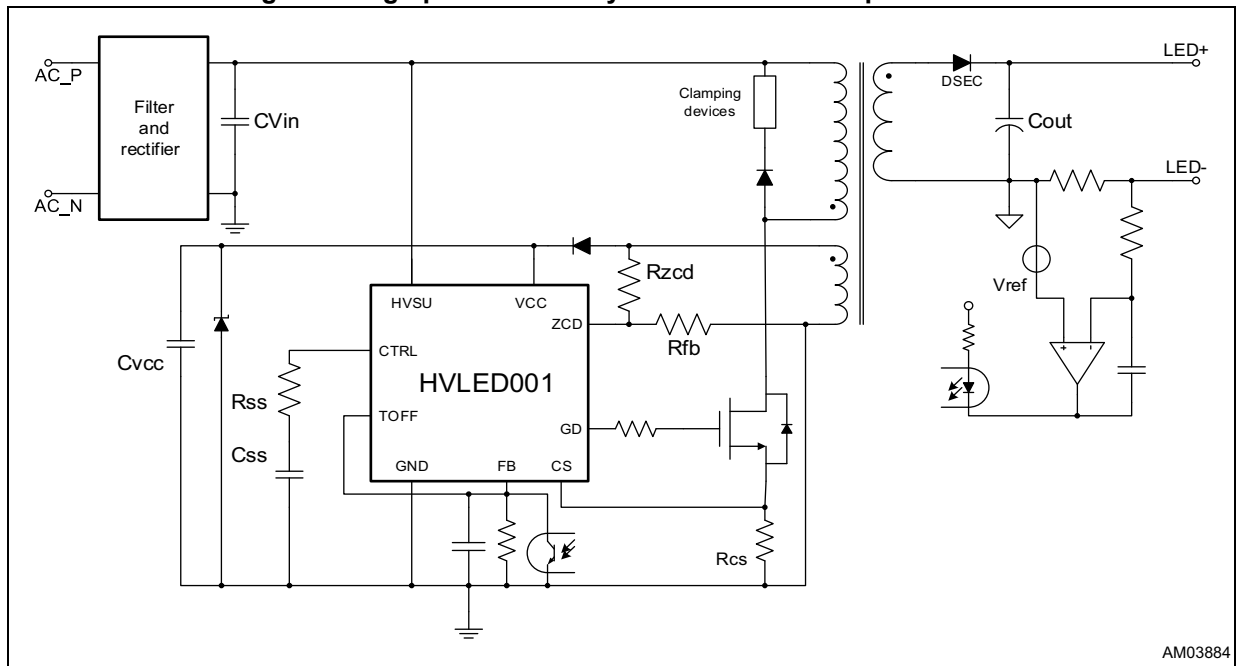 AC_P
AC_N
Filter
and
rectifier
CVin
Clamping
devices
DSEC
LED+
Cout
LED-
Vref
+
-
Rzcd
Rfb
HVSU
VCC
ZCD
CTRL
HVLED001
TOFF
GD
GND
FB
CS
Cvcc
Rss
Css
Rcs
AM03884